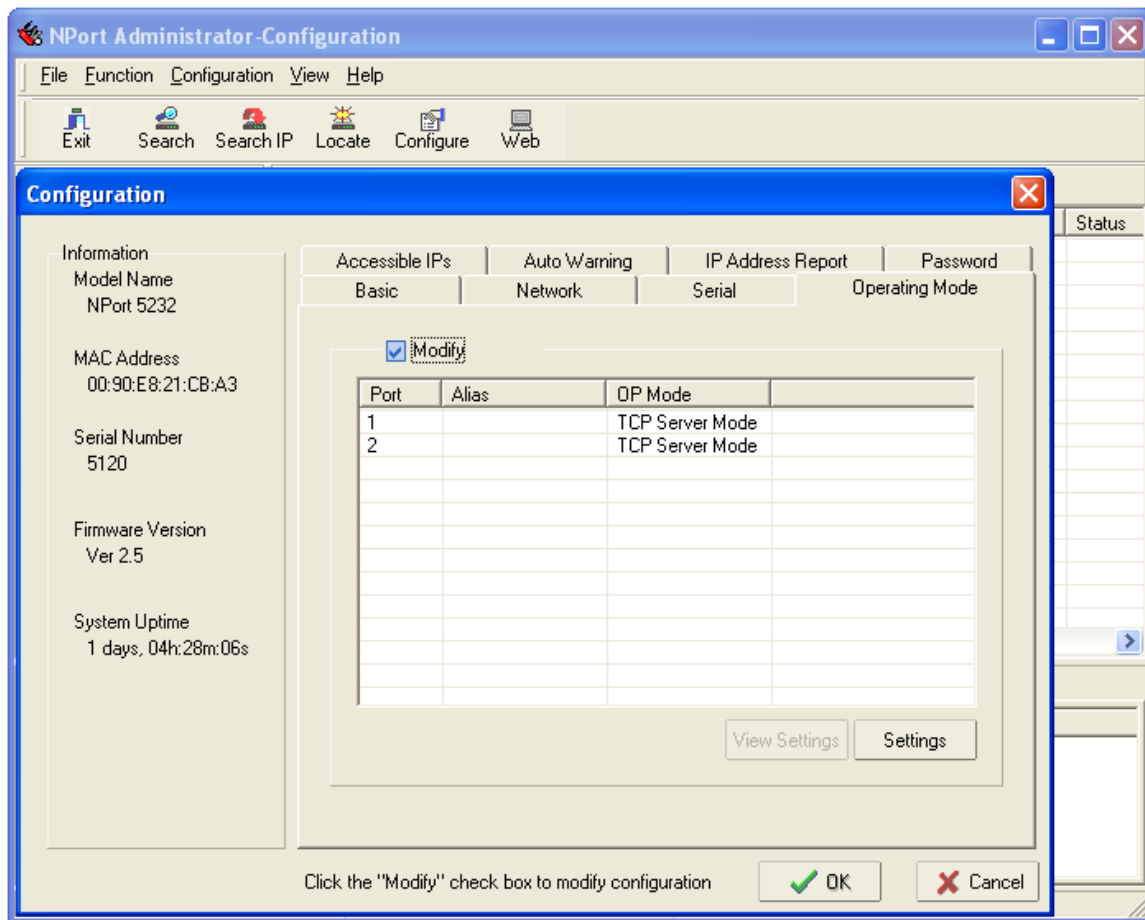 NPort Administrator-Configuration
File Function Configuration View Help
Exit Search Search IP Locate Configure Web
Configuration
Status
Information
Model Name
NPort 5232
MAC Address
00:90:E8:21:CB:A3
Serial Number
5120
Firmware Version
Ver 2.5
System Uptime
1 days, 04h:28m:06s
Accessible IPs Auto Warning IP Address Report Password
Basic Network Serial Operating Mode
Modify
Port Alias OP Mode
1 TCP Server Mode
2 TCP Server Mode
View Settings Settings
Click the "Modify" check box to modify configuration OK Cancel